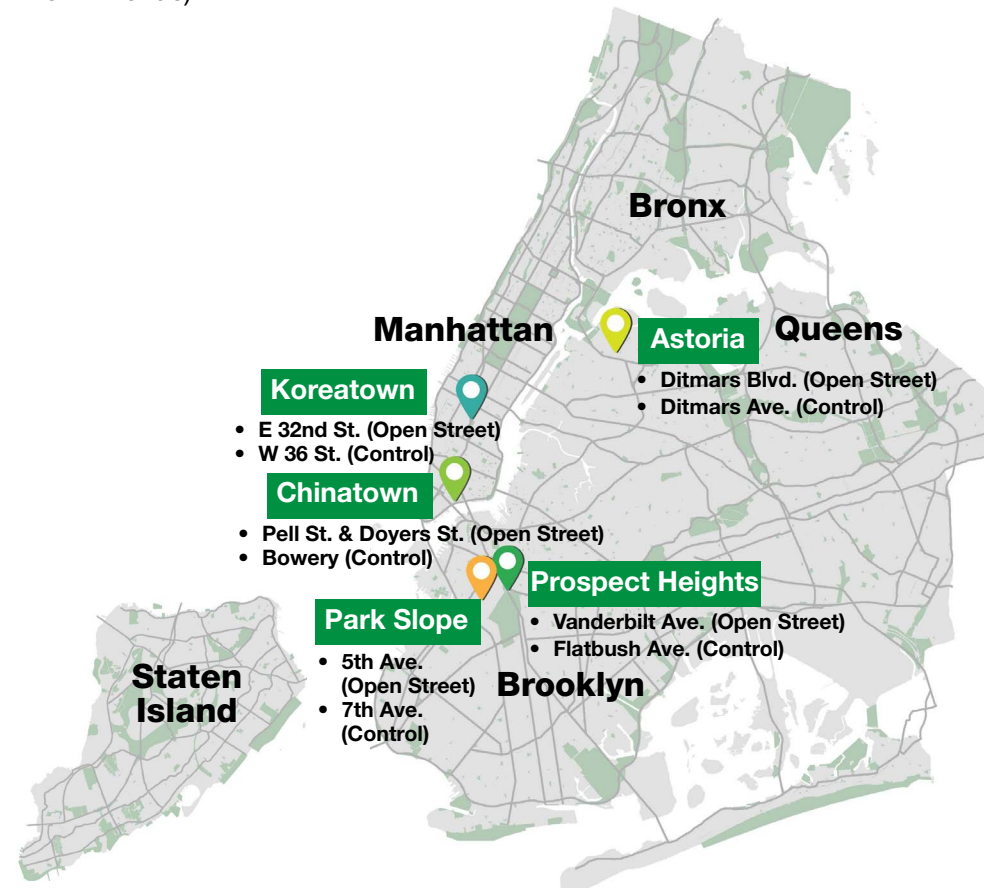 Bronx
Manhattan
Astoria
Queens
• Ditmars Blvd. (Open Street)
• Ditmars Ave. (Control)
Koreatown
• E 32nd St. (Open Street)
• W 36 St. (Control)
Chinatown
• Pell St. & Doyers St. (Open Street)
• Bowery (Control)
Prospect Heights
• Vanderbilt Ave. (Open Street)
• Flatbush Ave. (Control)
Park Slope
• 5th Ave.
(Open Street)
• 7th Ave.
(Control)
Brooklyn
Staten
Island